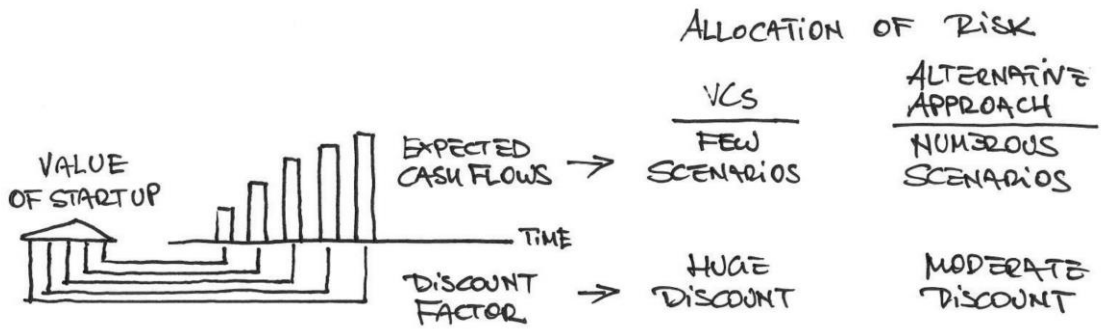 ALLOCATION OF RISK
VCs
ALTERNATIVE
APPROACH
VALUE
OF STARTUP
EXPECTED
CASH FLOWS
FEW
SCENARIOS
NUMEROUS
SCENARIOS
TIME
DISCOUNT
FACTOR
HUGE
DISCOUNT
MODERATE
DISCOUNT